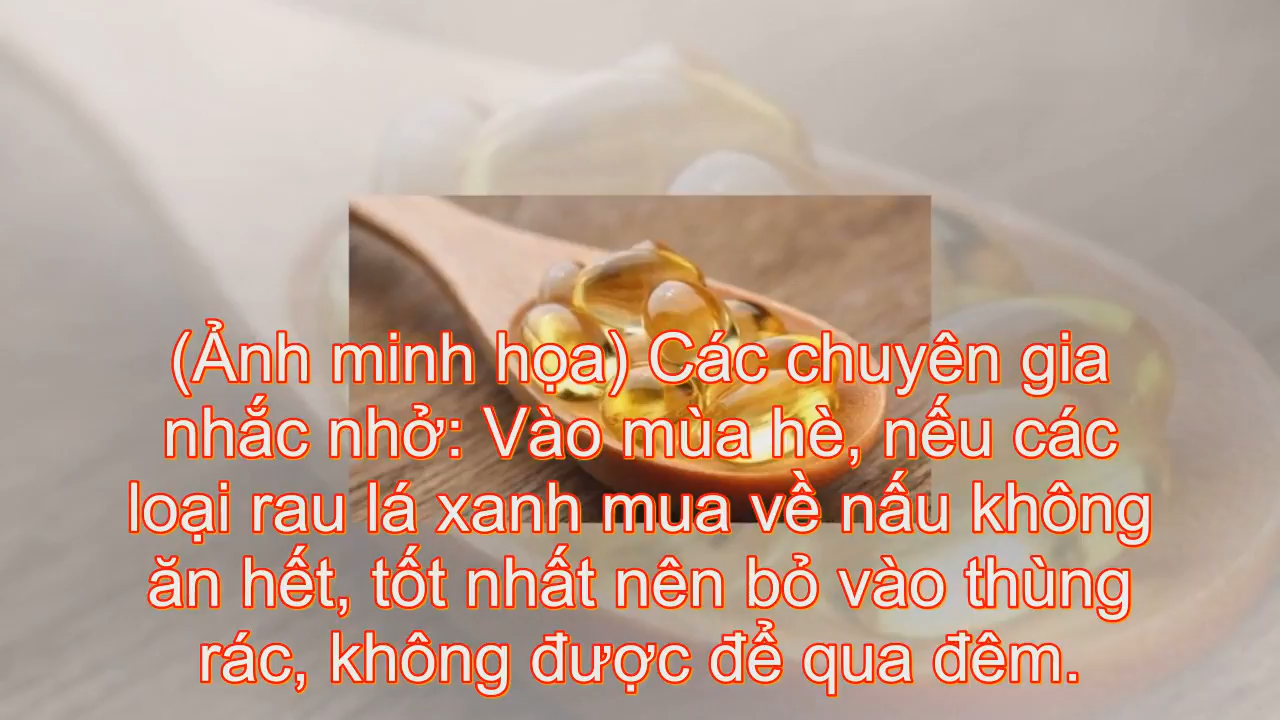 (Ảnh minh họa) Các chuyên gia
nhắc nhở: Vào mùa hè, nếu các
loại rau lá xanh mua về nấu không
ăn hết, tốt nhất nên bỏ vào thùng
rác, không được để qua đêm.